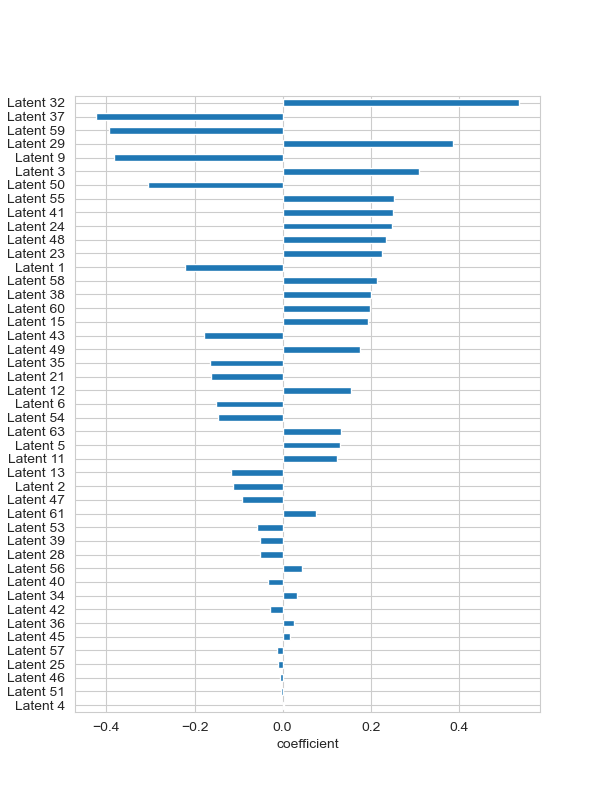 Latent 32
Latent 37
Latent 59
Latent 29
Latent 9
Latent 3
Latent 50
Latent 55
Latent 41
Latent 24
Latent 48
Latent 23
Latent 1
Latent 58
Latent 38
Latent 60
Latent 15
Latent 43
Latent 49
Latent 35
Latent 21
Latent 12
Latent 6
Latent 54
Latent 63
Latent 5
Latent 11
Latent 13
Latent 2
Latent 47
Latent 61
Latent 53
Latent 39
Latent 28
Latent 56
Latent 40
Latent 34
Latent 42
Latent 36
Latent 45
Latent 57
Latent 25
Latent 46
Latent 51
Latent 4
−0.4 −0.2 0.0 0.2 0.4
coefficient